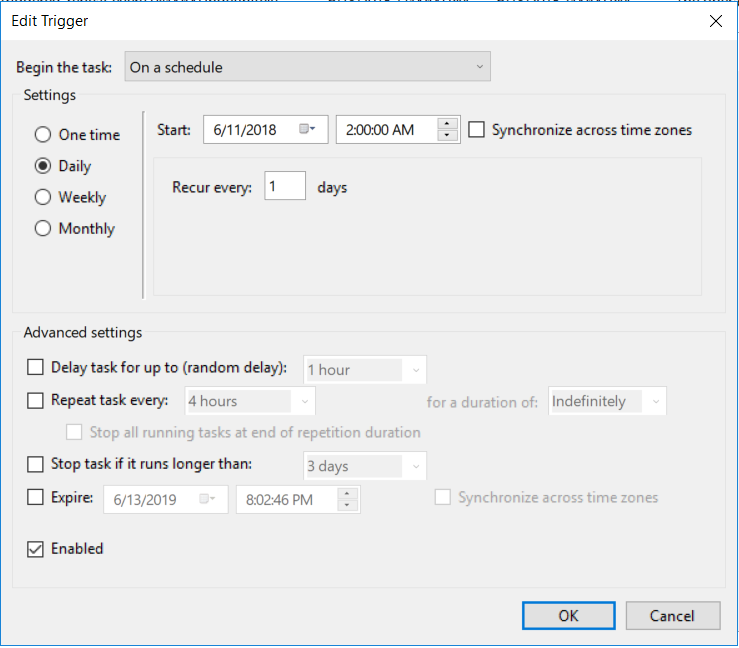 Edit Trigger
Begin the task: On a schedule
Settings
One time
Daily
Weekly
Monthly
Start: 6/11/2018 2:00:00 AM Synchronize across time zones
Recur every: 1 days
Advanced settings
Delay task for up to (random delay): 1 hour
Repeat task every: 4 hours for a duration of: Indefinitely
Stop all running tasks at end of repetition duration
Stop task if it runs longer than: 3 days
Expire: 6/13/2019 8:02:46 PM Synchronize across time zones
Enabled
OK Cancel